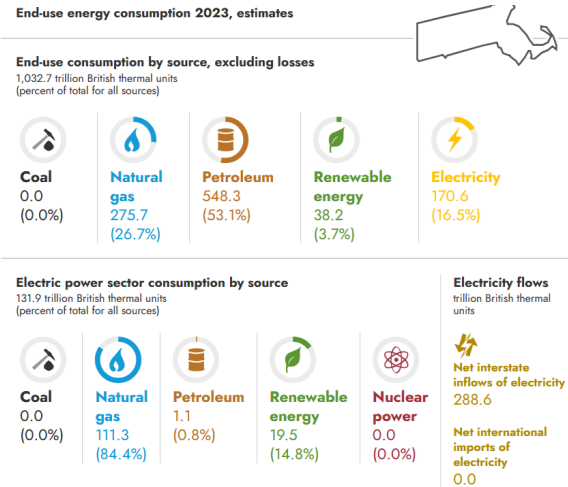 End-use energy consumption 2023, estimates
End-use consumption by source, excluding losses
1,032.7 trillion British thermal units
(percent of total for all sources)
Coal
0.0
(0.0%)
Natural
gas
275.7
(26.7%)
Petroleum
548.3
(53.1%)
Renewable
energy
38.2
(3.7%)
Electricity
170.6
(16.5%)
Electric power sector consumption by source
131.9 trillion British thermal units
(percent of total for all sources)
Coal
0.0
(0.0%)
Natural
gas
111.3
(84.4%)
Petroleum
1.1
(0.8%)
Renewable
energy
19.5
(14.8%)
Nuclear
power
0.0
(0.0%)
Electricity flows
trillion British thermal
units
Net interstate
inflows of electricity
288.6
Net international
imports of
electricity
0.0